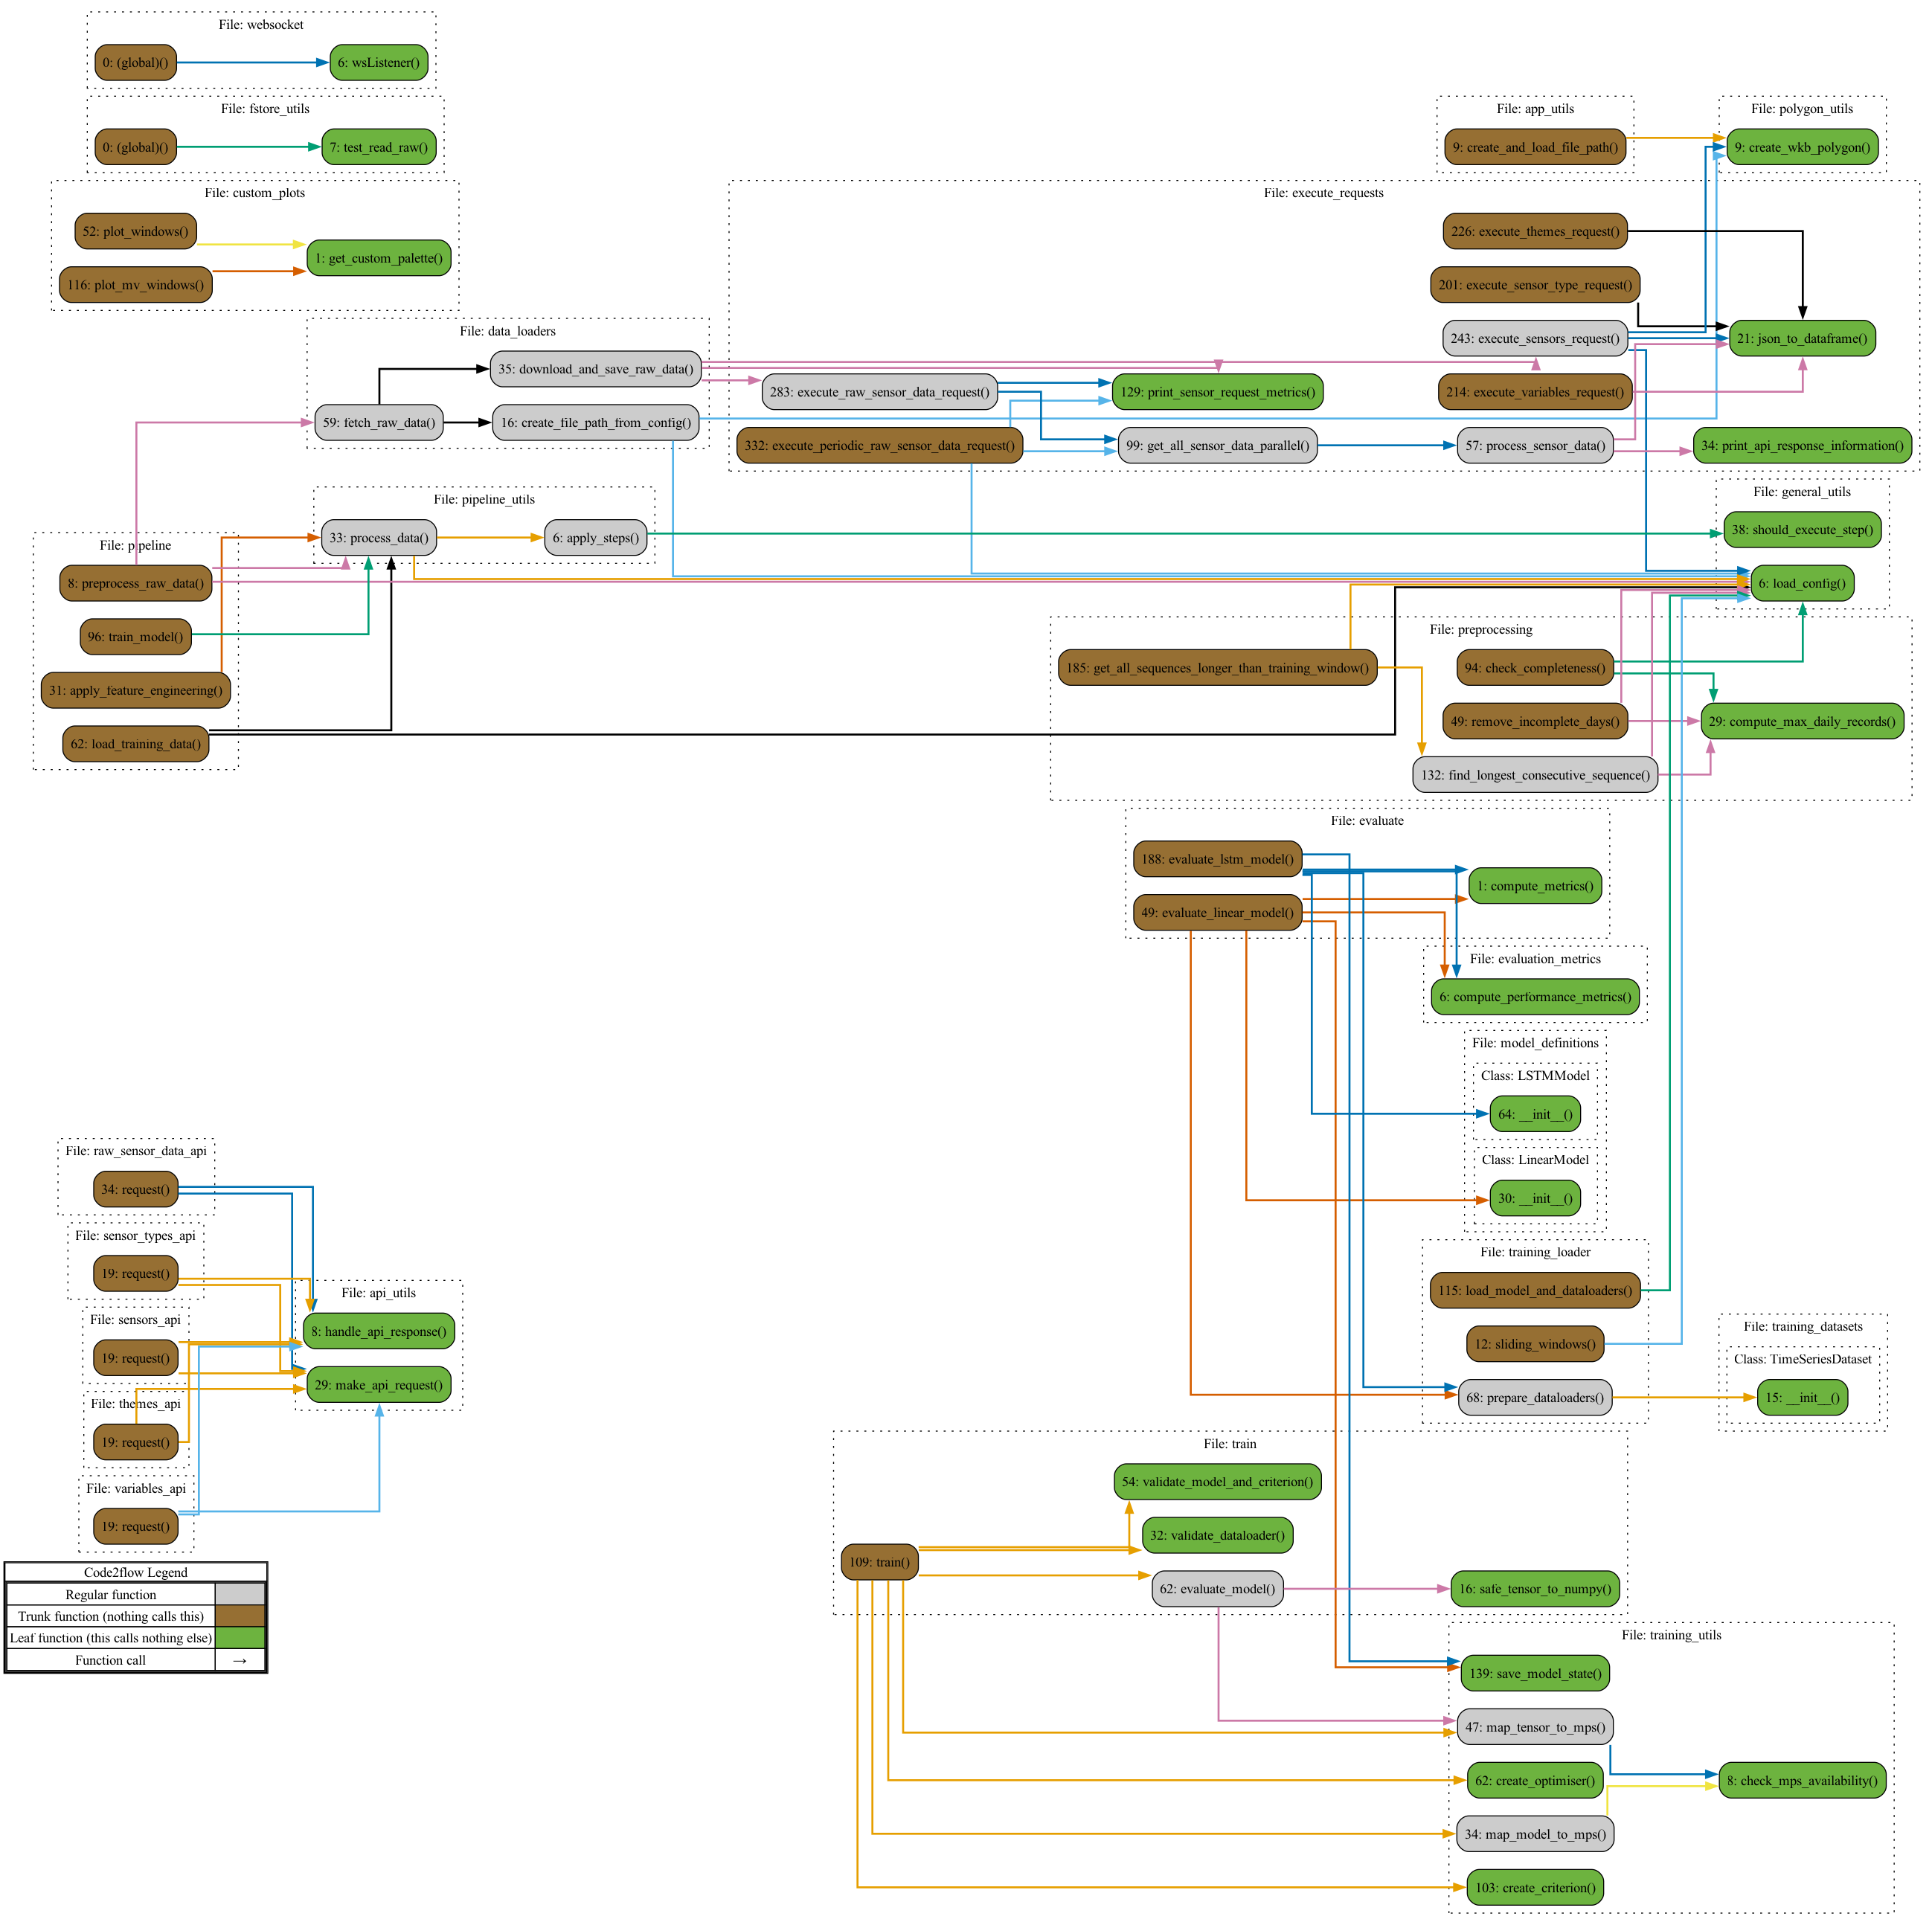 File: websocket
0: (global)()
6: wsListener()
File: fstore_utils
0: (global)()
7: test_read_raw()
File: custom_plots
52: plot_windows()
1: get_custom_palette()
116: plot_mv_windows()
File: app_utils
9: create_and_load_file_path()
File: polygon_utils
9: create_wkb_polygon()
File: execute_requests
226: execute_themes_request()
201: execute_sensor_type_request()
243: execute_sensors_request()
21: json_to_dataframe()
283: execute_raw_sensor_data_request()
129: print_sensor_request_metrics()
214: execute_variables_request()
332: execute_periodic_raw_sensor_data_request()
99: get_all_sensor_data_parallel()
57: process_sensor_data()
34: print_api_response_information()
File: data_loaders
35: download_and_save_raw_data()
59: fetch_raw_data()
16: create_file_path_from_config()
File: pipeline_utils
33: process_data()
6: apply_steps()
File: general_utils
38: should_execute_step()
6: load_config()
File: pipeline
8: preprocess_raw_data()
96: train_model()
31: apply_feature_engineering()
62: load_training_data()
File: preprocessing
185: get_all_sequences_longer_than_training_window()
94: check_completeness()
49: remove_incomplete_days()
29: compute_max_daily_records()
132: find_longest_consecutive_sequence()
File: evaluate
188: evaluate_lstm_model()
1: compute_metrics()
49: evaluate_linear_model()
File: evaluation_metrics
6: compute_performance_metrics()
File: model_definitions
Class: LSTMModel
64: __init__()
Class: LinearModel
30: __init__()
File: raw_sensor_data_api
34: request()
File: sensor_types_api
19: request()
File: sensors_api
19: request()
File: themes_api
19: request()
File: variables_api
19: request()
File: api_utils
8: handle_api_response()
29: make_api_request()
File: training_loader
115: load_model_and_dataloaders()
12: sliding_windows()
68: prepare_dataloaders()
File: training_datasets
Class: TimeSeriesDataset
15: __init__()
File: train
54: validate_model_and_criterion()
32: validate_dataloader()
109: train()
62: evaluate_model()
16: safe_tensor_to_numpy()
File: training_utils
139: save_model_state()
47: map_tensor_to_mps()
62: create_optimiser()
8: check_mps_availability()
34: map_model_to_mps()
103: create_criterion()
Code2flow Legend
Regular function
Trunk function (nothing calls this)
Leaf function (this calls nothing else)
Function call →